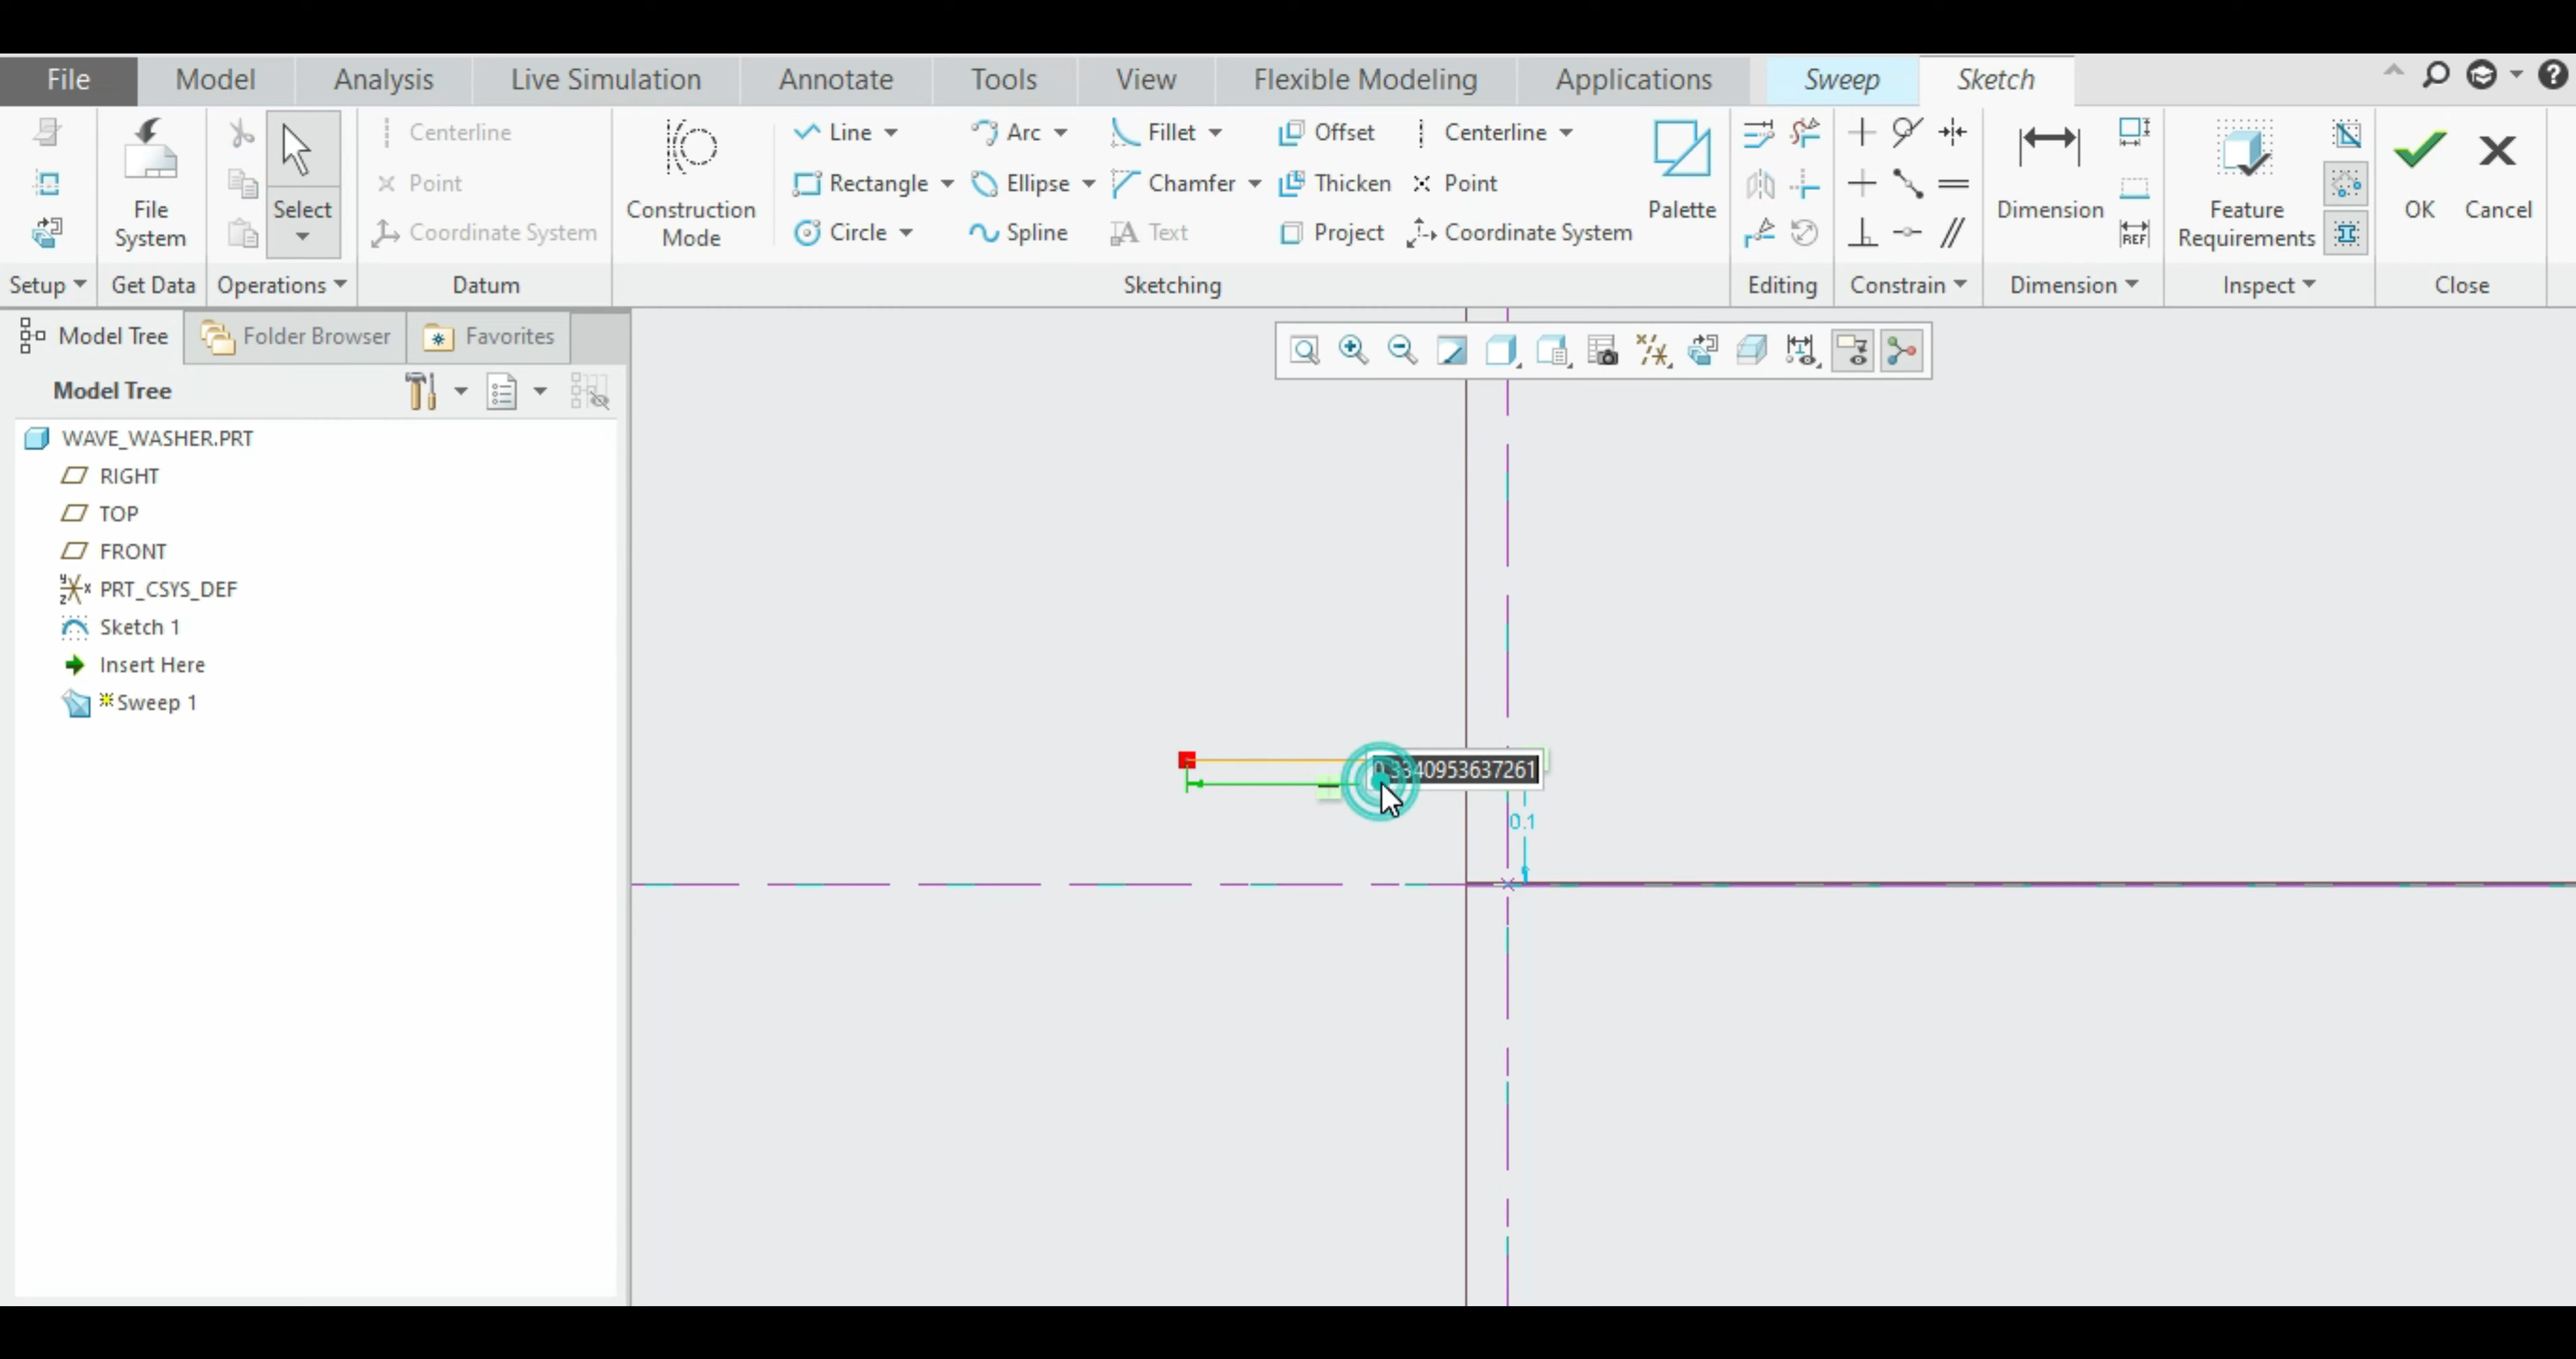 File Model Analysis Live Simulation Annotate Tools View Flexible Modeling Applications Sweep Sketch
Centerline Line Arc Fillet Offset Centerline
Point Rectangle Ellipse Chamfer Thicken Point
File System Select Coordinate System Construction Mode Circle Spline Text Project Coordinate System Palette Dimension REF Feature Requirements OK Cancel
Setup Get Data Operations Datum Sketching Editing Constrain Dimension Inspect Close
Model Tree Folder Browser Favorites
Model Tree
WAVE_WASHER.PRT
RIGHT
TOP
FRONT
PRT_CSYS_DEF
Sketch 1
Insert Here
Sweep 1
0.3340953637261
0.1